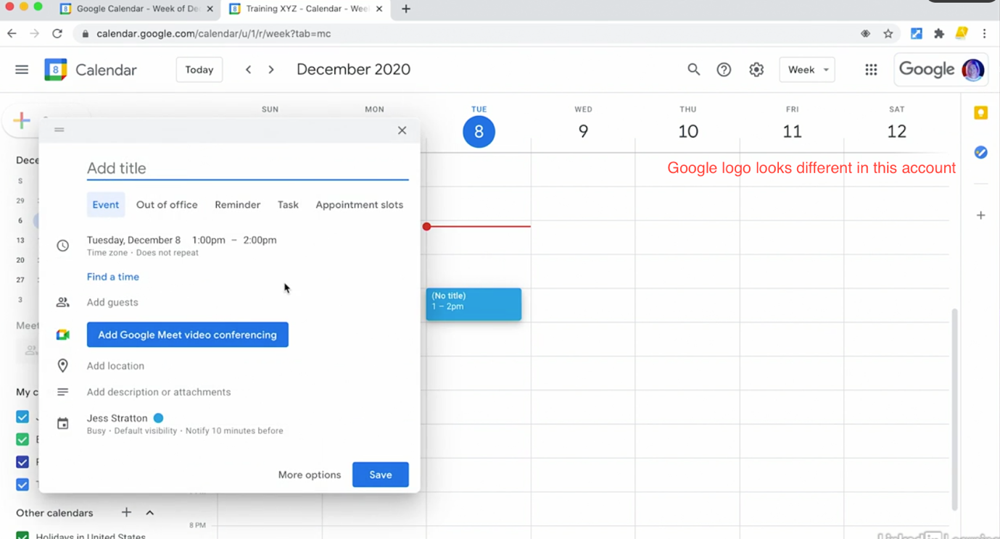 Google Calendar - Week of De
Training XYZ - Calendar - Wee
calendar.google.com/calendar/u/1/r/week?tab=mc
8
Calendar
Today
December 2020
Week
Google
SUN
MON
TUE
WED
THU
FRI
SAT
8
9
10
11
12
Google logo looks different in this account
Dece
S
29
6
13
20
27
3
Meet
My c
Add title
Event
Out of office
Reminder
Task
Appointment slots
Tuesday, December 8 1:00pm – 2:00pm
Time zone · Does not repeat
Find a time
Add guests
Add Google Meet video conferencing
Add location
Add description or attachments
Jess Stratton
Busy · Default visibility · Notify 10 minutes before
More options
Save
(No title)
1 – 2pm
Other calendars
8 PM
Holidays in United States